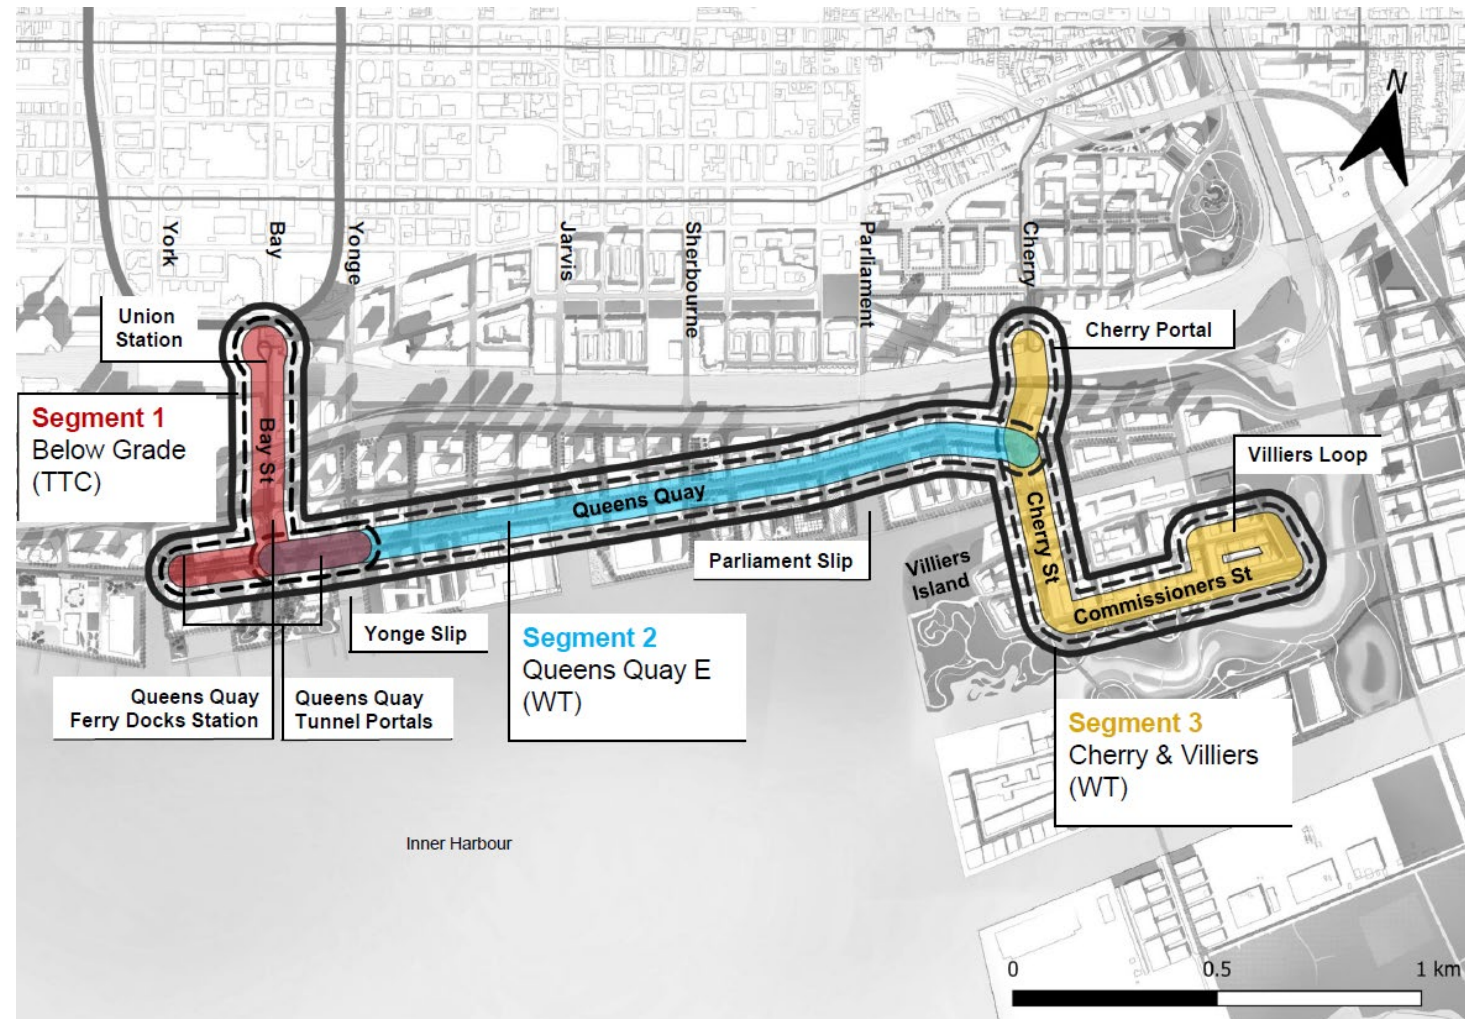 N
York
Bay
Yonge
Jarvis
Sherbourne
Parliament
Cherry
Union
Station
Cherry Portal
Segment 1
Below Grade
(TTC)
Bay St
Villiers Loop
Queens Quay
Cherry St
Parliament Slip
Villiers
Island
Commissioners St
Yonge Slip
Segment 2
Queens Quay E
(WT)
Queens Quay
Ferry Docks Station
Queens Quay
Tunnel Portals
Segment 3
Cherry & Villiers
(WT)
Inner Harbour
0 0.5 1 km